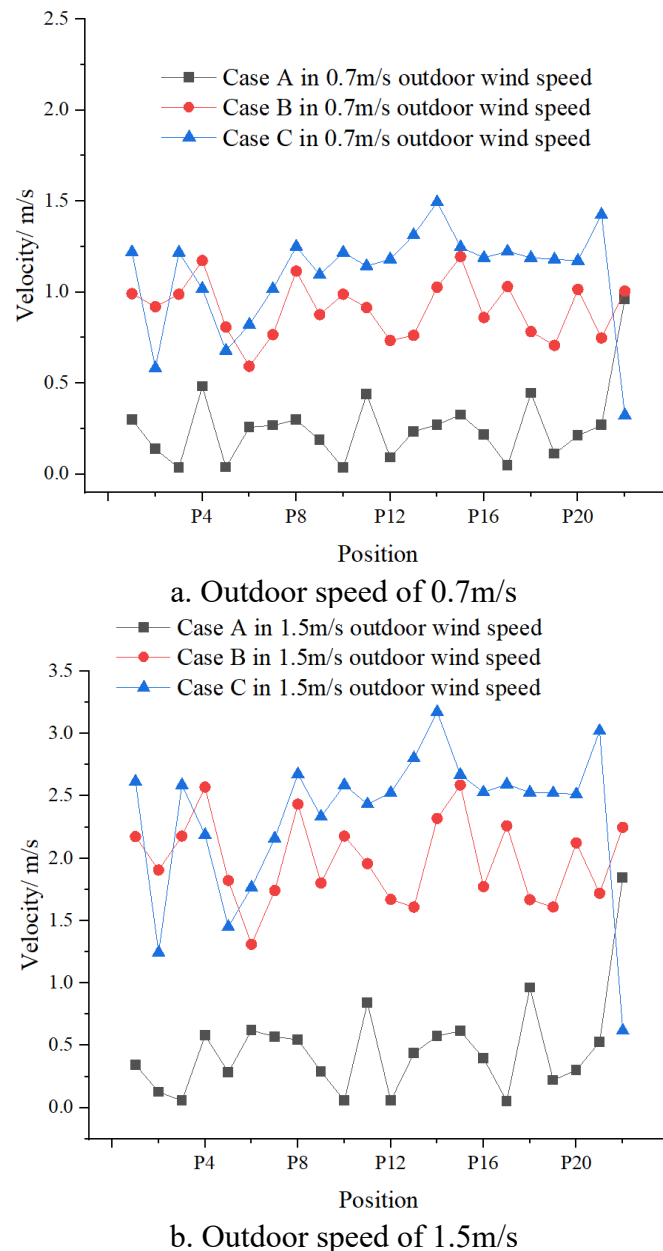 2.5
Case A in 0.7m/s outdoor wind speed
2.0
Case B in 0.7m/s outdoor wind speed
Case C in 0.7m/s outdoor wind speed
Velocity/ m/s
1.5
1.0
0.5
0.0
P4 P8 P12 P16 P20
Position
a. Outdoor speed of 0.7m/s
Case A in 1.5m/s outdoor wind speed
Case B in 1.5m/s outdoor wind speed
3.5
Case C in 1.5m/s outdoor wind speed
3.0
2.5
Velocity/ m/s
2.0
1.5
1.0
0.5
0.0
P4 P8 P12 P16 P20
Position
b. Outdoor speed of 1.5m/s